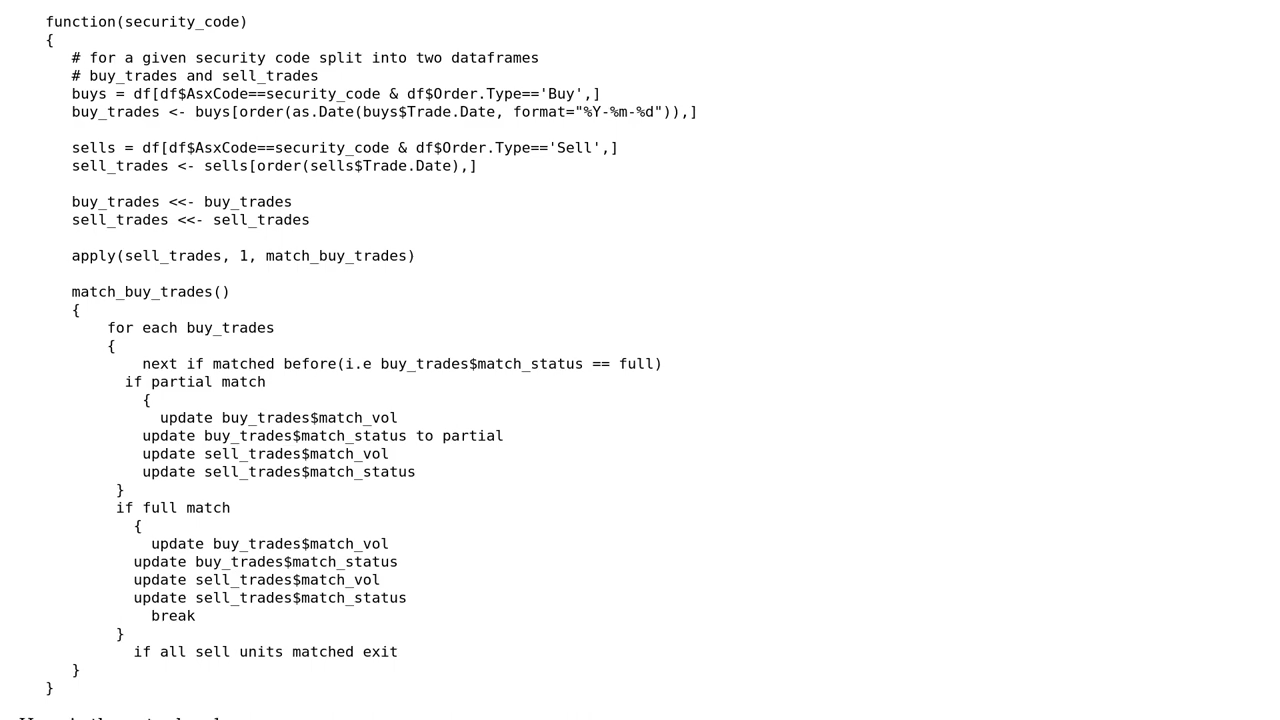 function(security_code)
{
   # for a given security code split into two dataframes
   # buy_trades and sell_trades
   buys = df[df$AsxCode==security_code & df$Order.Type=='Buy',]
   buy_trades <- buys[order(as.Date(buys$Trade.Date, format="%Y-%m-%d")),]

   sells = df[df$AsxCode==security_code & df$Order.Type=='Sell',]
   sell_trades <- sells[order(sells$Trade.Date),]

   buy_trades <<- buy_trades
   sell_trades <<- sell_trades

   apply(sell_trades, 1, match_buy_trades)

   match_buy_trades()
   {
       for each buy_trades
       {
           next if matched before(i.e buy_trades$match_status == full)
         if partial match
           {
             update buy_trades$match_vol
           update buy_trades$match_status to partial
           update sell_trades$match_vol
           update sell_trades$match_status
        }
        if full match
          {
            update buy_trades$match_vol
          update buy_trades$match_status
          update sell_trades$match_vol
          update sell_trades$match_status
            break
        }
          if all sell units matched exit
   }
}